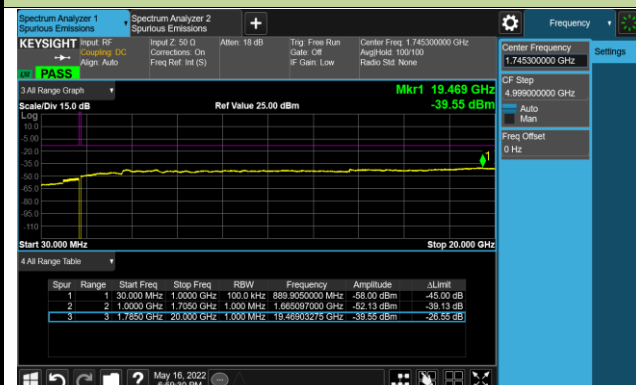 Spectrum Analyzer 1
Spurious Emissions
Spectrum Analyzer 2
Spurious Emissions
Frequency
KEYSIGHT
Input: RF
Coupling: DC
Align: Auto
Input Z: 50 Ω
Corrections: On
Freq Ref: Int (S)
Atten: 18 dB
Trig: Free Run
Gate: Off
IF Gain: Low
Center Freq: 1.745300000 GHz
Avg|Hold: 100/100
Radio Std: None
PASS
3 All Range Graph
Scale/Div 15.0 dB
Ref Value 25.00 dBm
Mkr1 19.469 GHz
-39.55 dBm
Log
10.0
-5.00
-20.0
-35.0
-50.0
-65.0
-80.0
-95.0
-110
1
Start 30.000 MHz
Stop 20.000 GHz
4 All Range Table
Spur Range Start Freq Stop Freq RBW Frequency Amplitude ΔLimit
1 1 30.000 MHz 1.0000 GHz 100.0 kHz 889.9050000 MHz -58.00 dBm -45.00 dB
2 2 1.0000 GHz 1.7050 GHz 1.000 MHz 1.665097000 GHz -52.13 dBm -39.13 dB
3 3 1.7850 GHz 20.000 GHz 1.000 MHz 19.46903275 GHz -39.55 dBm -26.55 dB
Center Frequency
1.745300000 GHz
Settings
CF Step
4.999000000 GHz
Auto
Man
Freq Offset
0 Hz
May 16, 2022